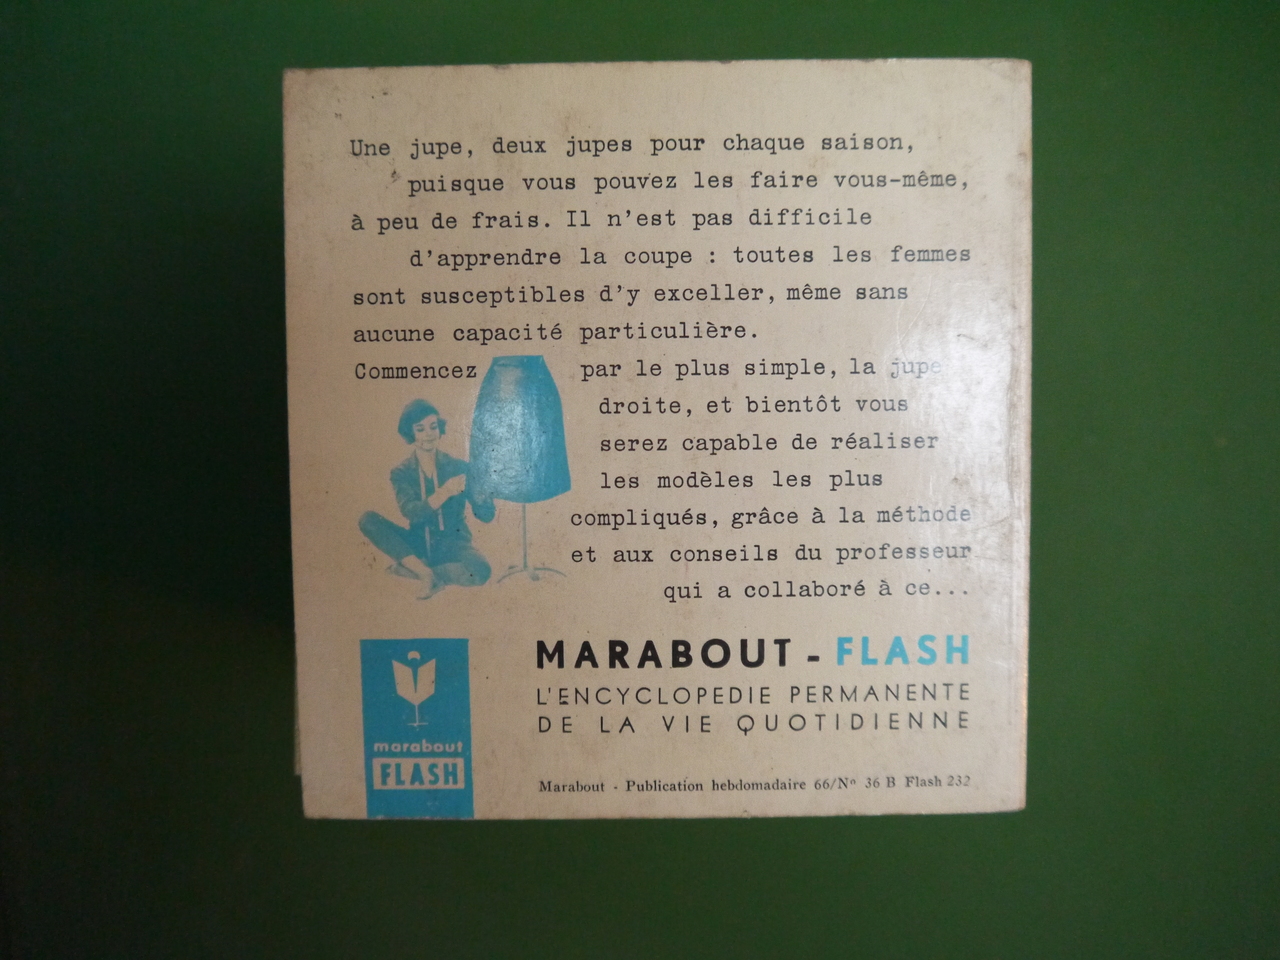 Une jupe, deux jupes pour chaque saison,
puisque vous pouvez les faire vous-même,
à peu de frais. Il n'est pas difficile
d'apprendre la coupe : toutes les femmes
sont susceptibles d'y exceller, même sans
aucune capacité particulière.
Commencez par le plus simple, la jupe
droite, et bientôt vous
serez capable de réaliser
les modèles les plus
compliqués, grâce à la méthode
et aux conseils du professeur
qui a collaboré à ce...
MARABOUT - FLASH
L'ENCYCLOPEDIE PERMANENTE
DE LA VIE QUOTIDIENNE
marabout
FLASH
Marabout - Publication hebdomadaire 66/Nº 36 B Flash 232